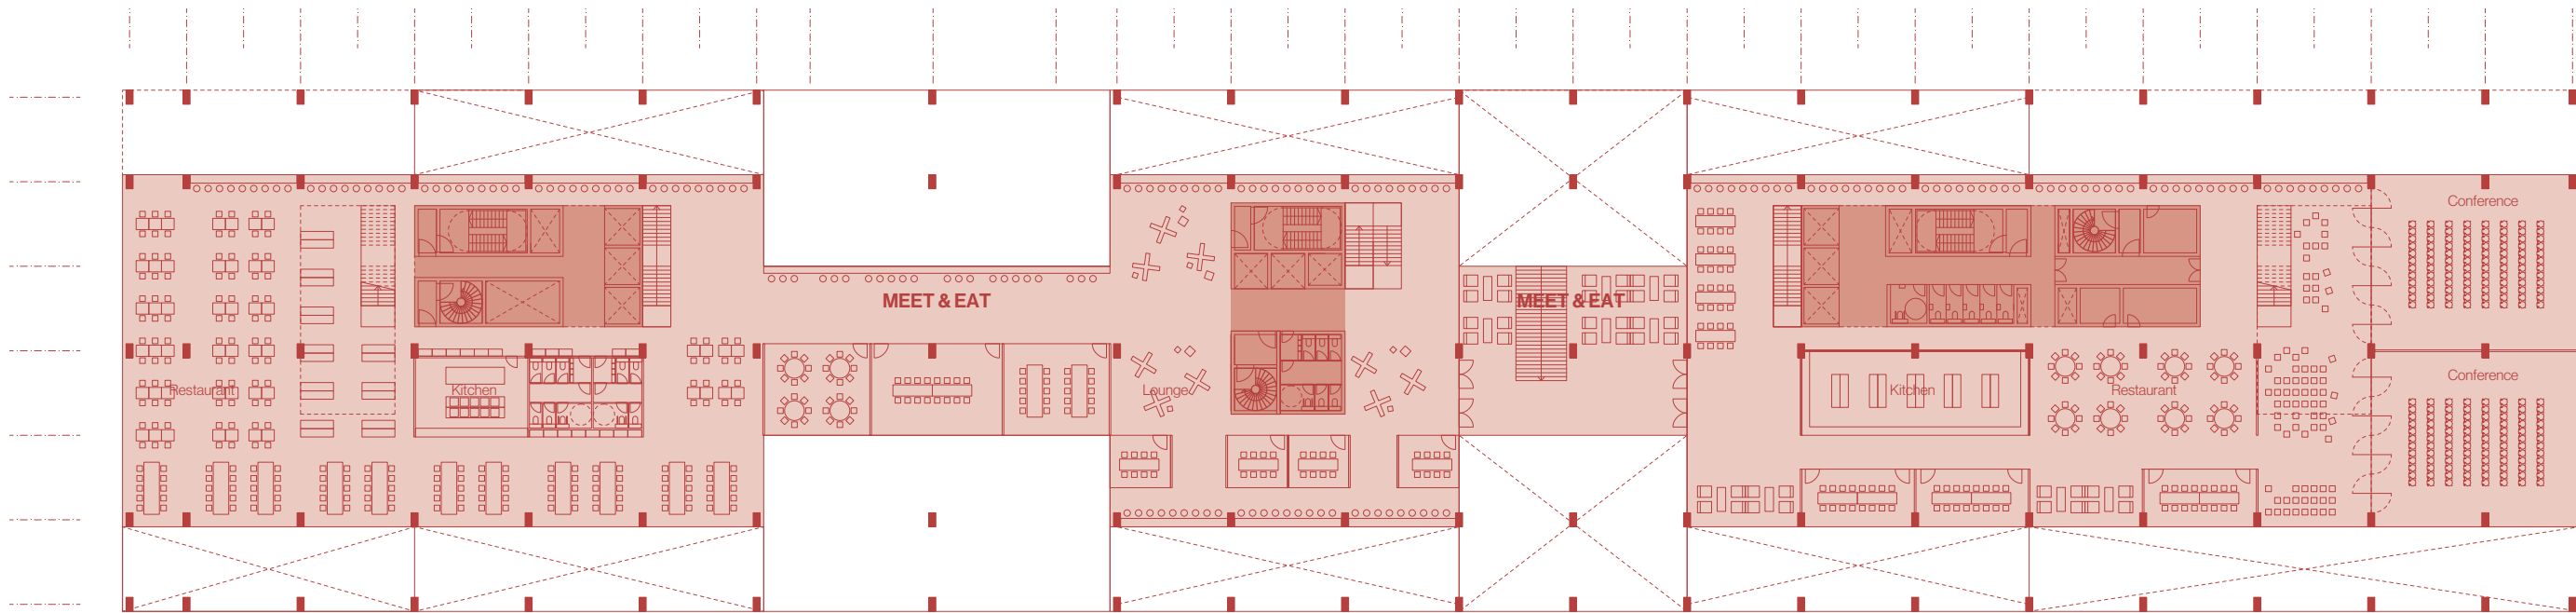 Conference
MEET & EAT
MEET & EAT
Conference
Restaurant
Kitchen
Lounge
Kitchen
Restaurant